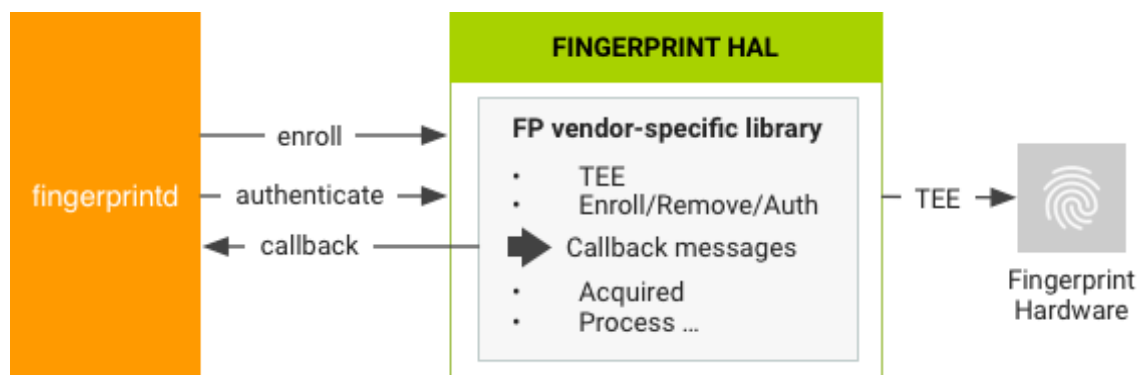 fingerprintd
enroll
authenticate
callback
FINGERPRINT HAL
FP vendor-specific library
• TEE
• Enroll/Remove/Auth
Callback messages
• Acquired
• Process ...
TEE
Fingerprint
Hardware